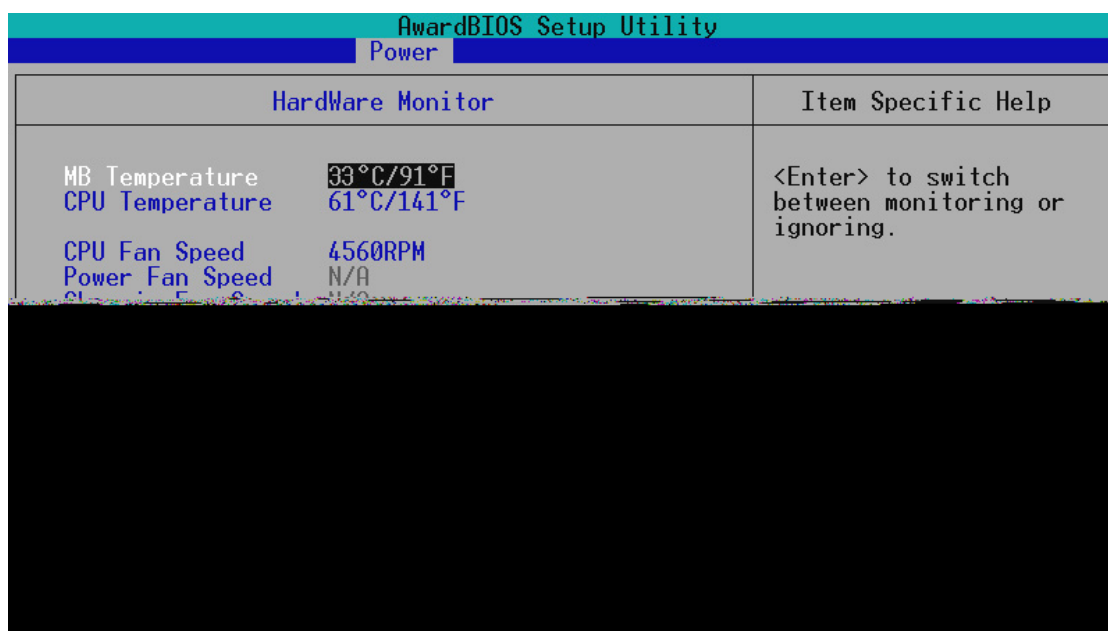 AwardBIOS Setup Utility
Power
HardWare Monitor
Item Specific Help
MB Temperature 33°C/91°F
CPU Temperature 61°C/141°F
CPU Fan Speed 4560RPM
Power Fan Speed N/A
<Enter> to switch
between monitoring or
ignoring.